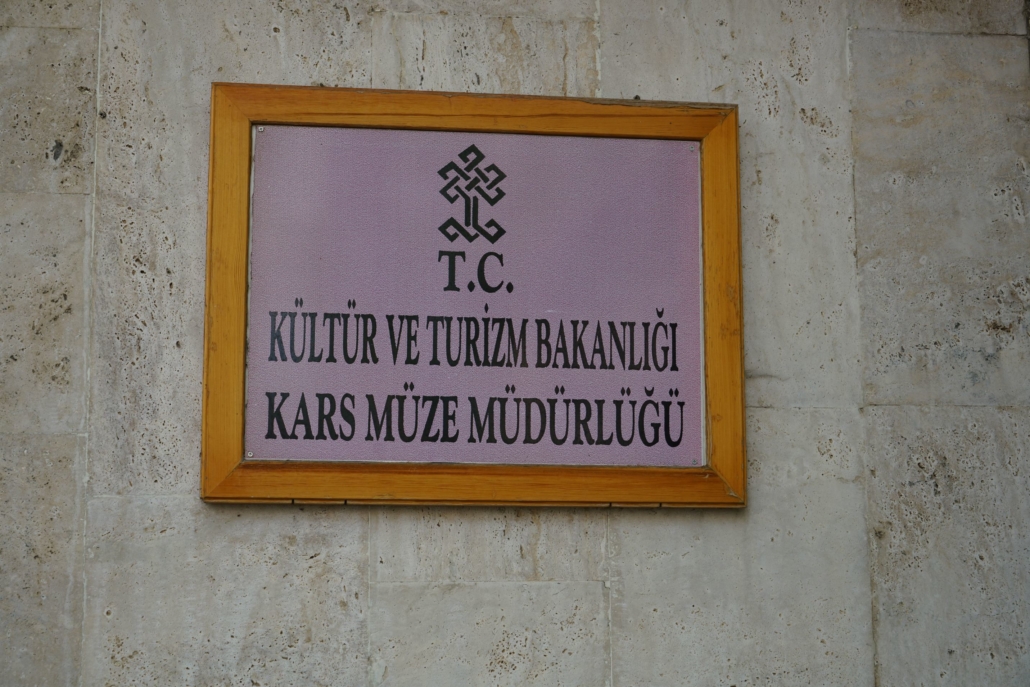 T.C.
KÜLTÜR VE TURİZM BAKANLIĞI
KARS MÜZE MÜDÜRLÜĞÜ